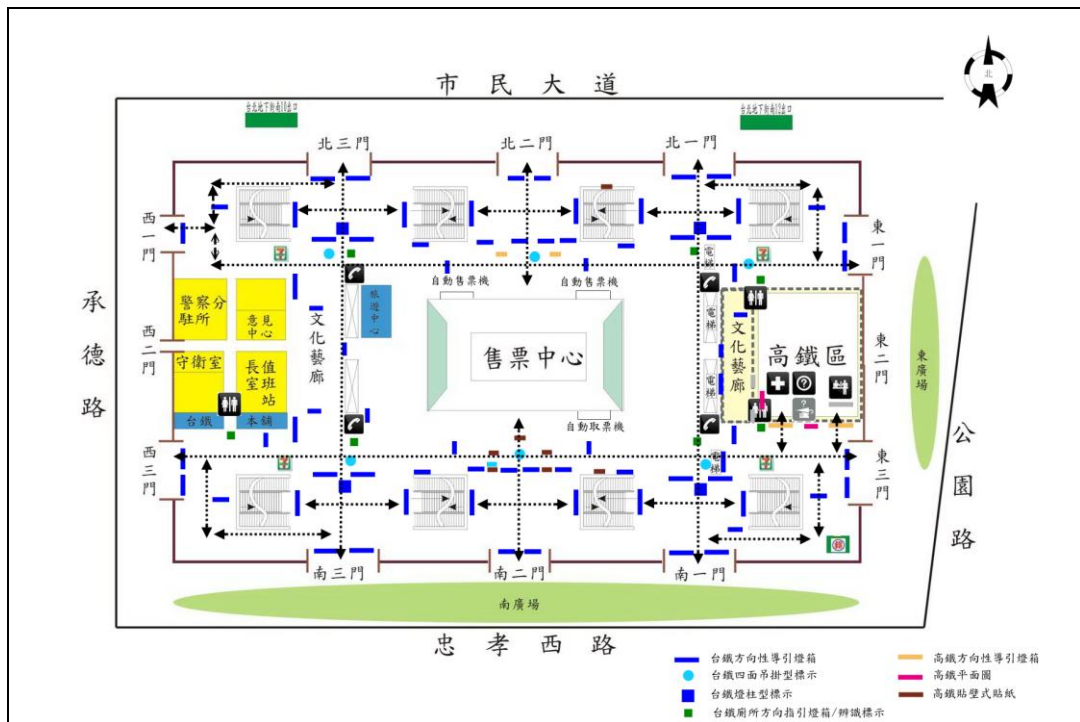 市民大道
北
台北地下街南10出口
台北地下街南12出口
北三門
北二門
北一門
西一門
東一門
電梯
自動售票機
自動售票機
承德路
警察分駐所
意見中心
文化藝廊
旅遊中心
售票中心
電梯
文化藝廊
高鐵區
東二門
東廣場
西二門
守衛室
值班站長室
電梯
台鐵
本舖
自動取票機
西三門
電梯
東三門
公園路
南三門
南二門
南一門
南廣場
忠孝西路
台鐵方向性導引燈箱
台鐵四面吊掛型標示
台鐵燈柱型標示
台鐵廁所方向指引燈箱/辨識標示
高鐵方向性導引燈箱
高鐵平面圖
高鐵貼壁式貼紙